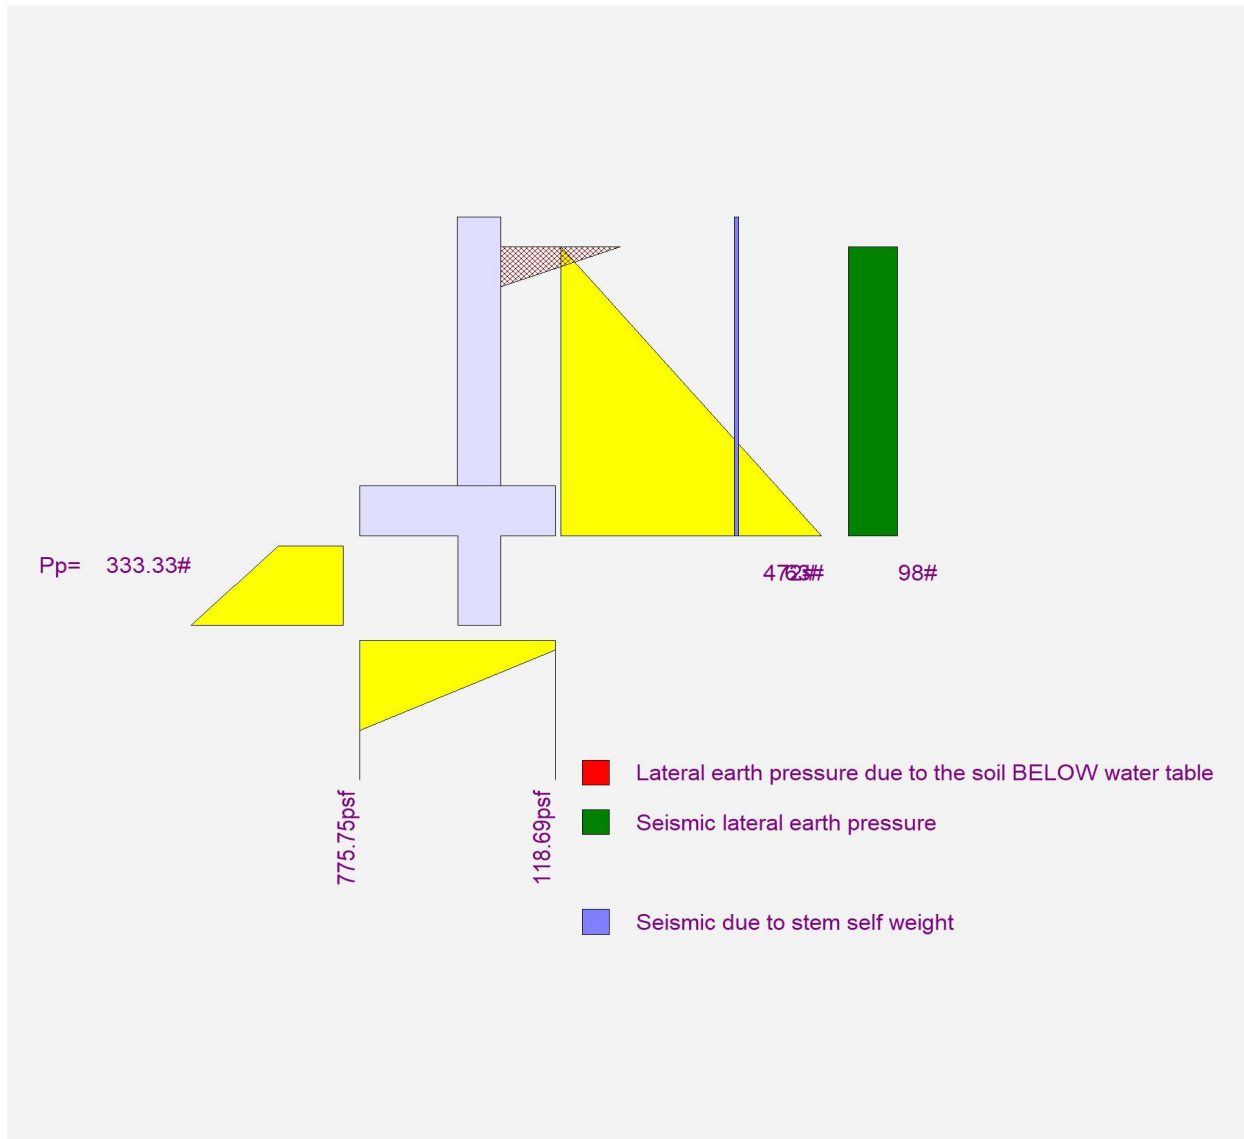 Pp= 333.33#
98#
775.75psf
118.69psf
Lateral earth pressure due to the soil BELOW water table
Seismic lateral earth pressure
Seismic due to stem self weight